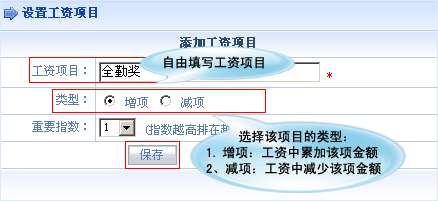 设置工资项目
添加工资项目
自由填写工资项目
工资项目： 全勤奖 *
类型： 增项 减项
重要指数： 1 (指数越高排在
选择该项目的类型：
1. 增项：工资中累加该项金额
2、减项：工资中减少该项金额
保存